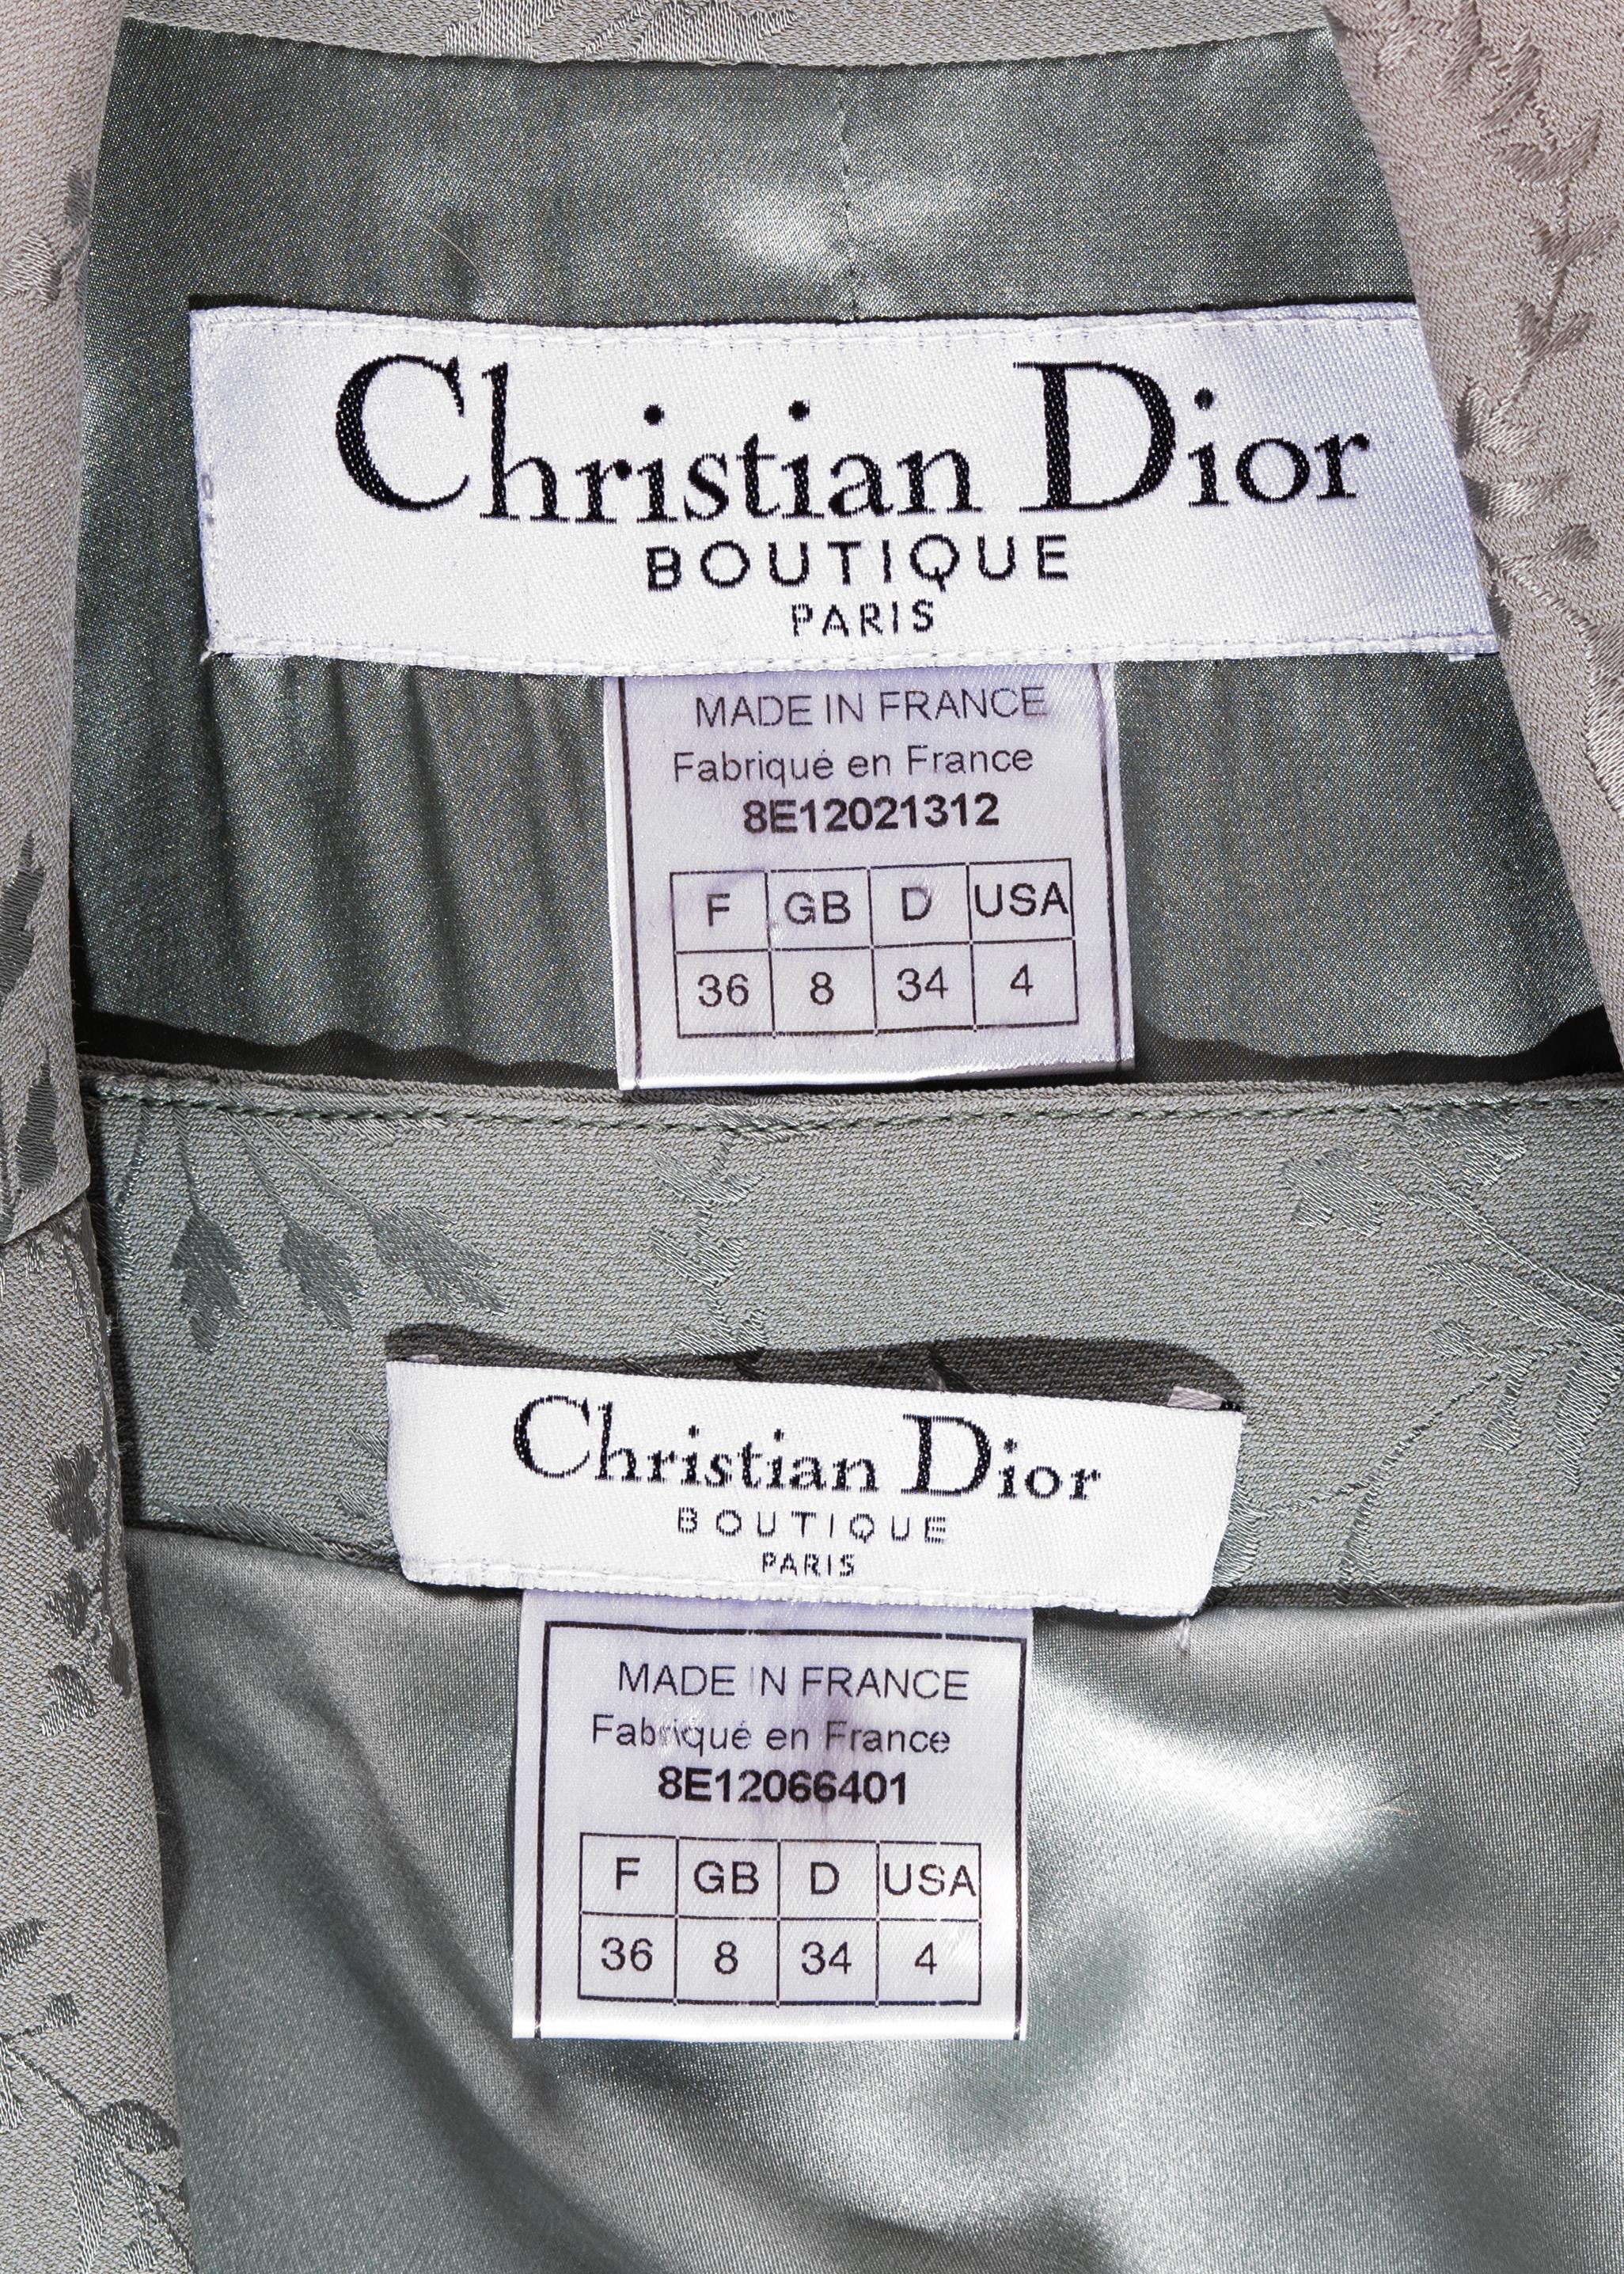 Christian Dior
BOUTIQUE
PARIS
MADE IN FRANCE
Fabriqué en France
8E12021312
F GB D USA
36 8 34 4
Christian Dior
BOUTIQUE
PARIS
MADE IN FRANCE
Fabriqué en France
8E12066401
F GB D USA
36 8 34 4